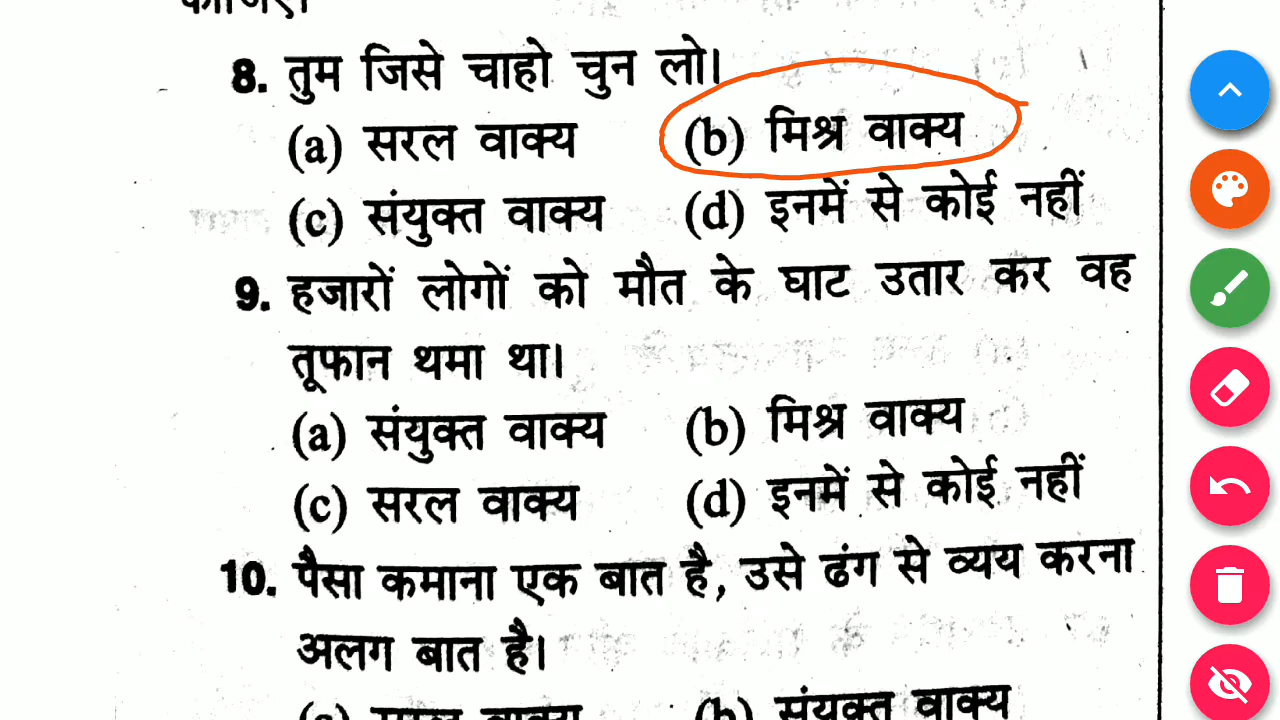 8. तुम जिसे चाहो चुन लो।
(a) सरल वाक्य (b) मिश्र वाक्य
(c) संयुक्त वाक्य (d) इनमें से कोई नहीं
9. हजारों लोगों को मौत के घाट उतार कर वह
तूफान थमा था।
(a) संयुक्त वाक्य (b) मिश्र वाक्य
(c) सरल वाक्य (d) इनमें से कोई नहीं
10. पैसा कमाना एक बात है, उसे ढंग से व्यय करना
अलग बात है।
(a) सरल वाक्य (b) संयुक्त वाक्य